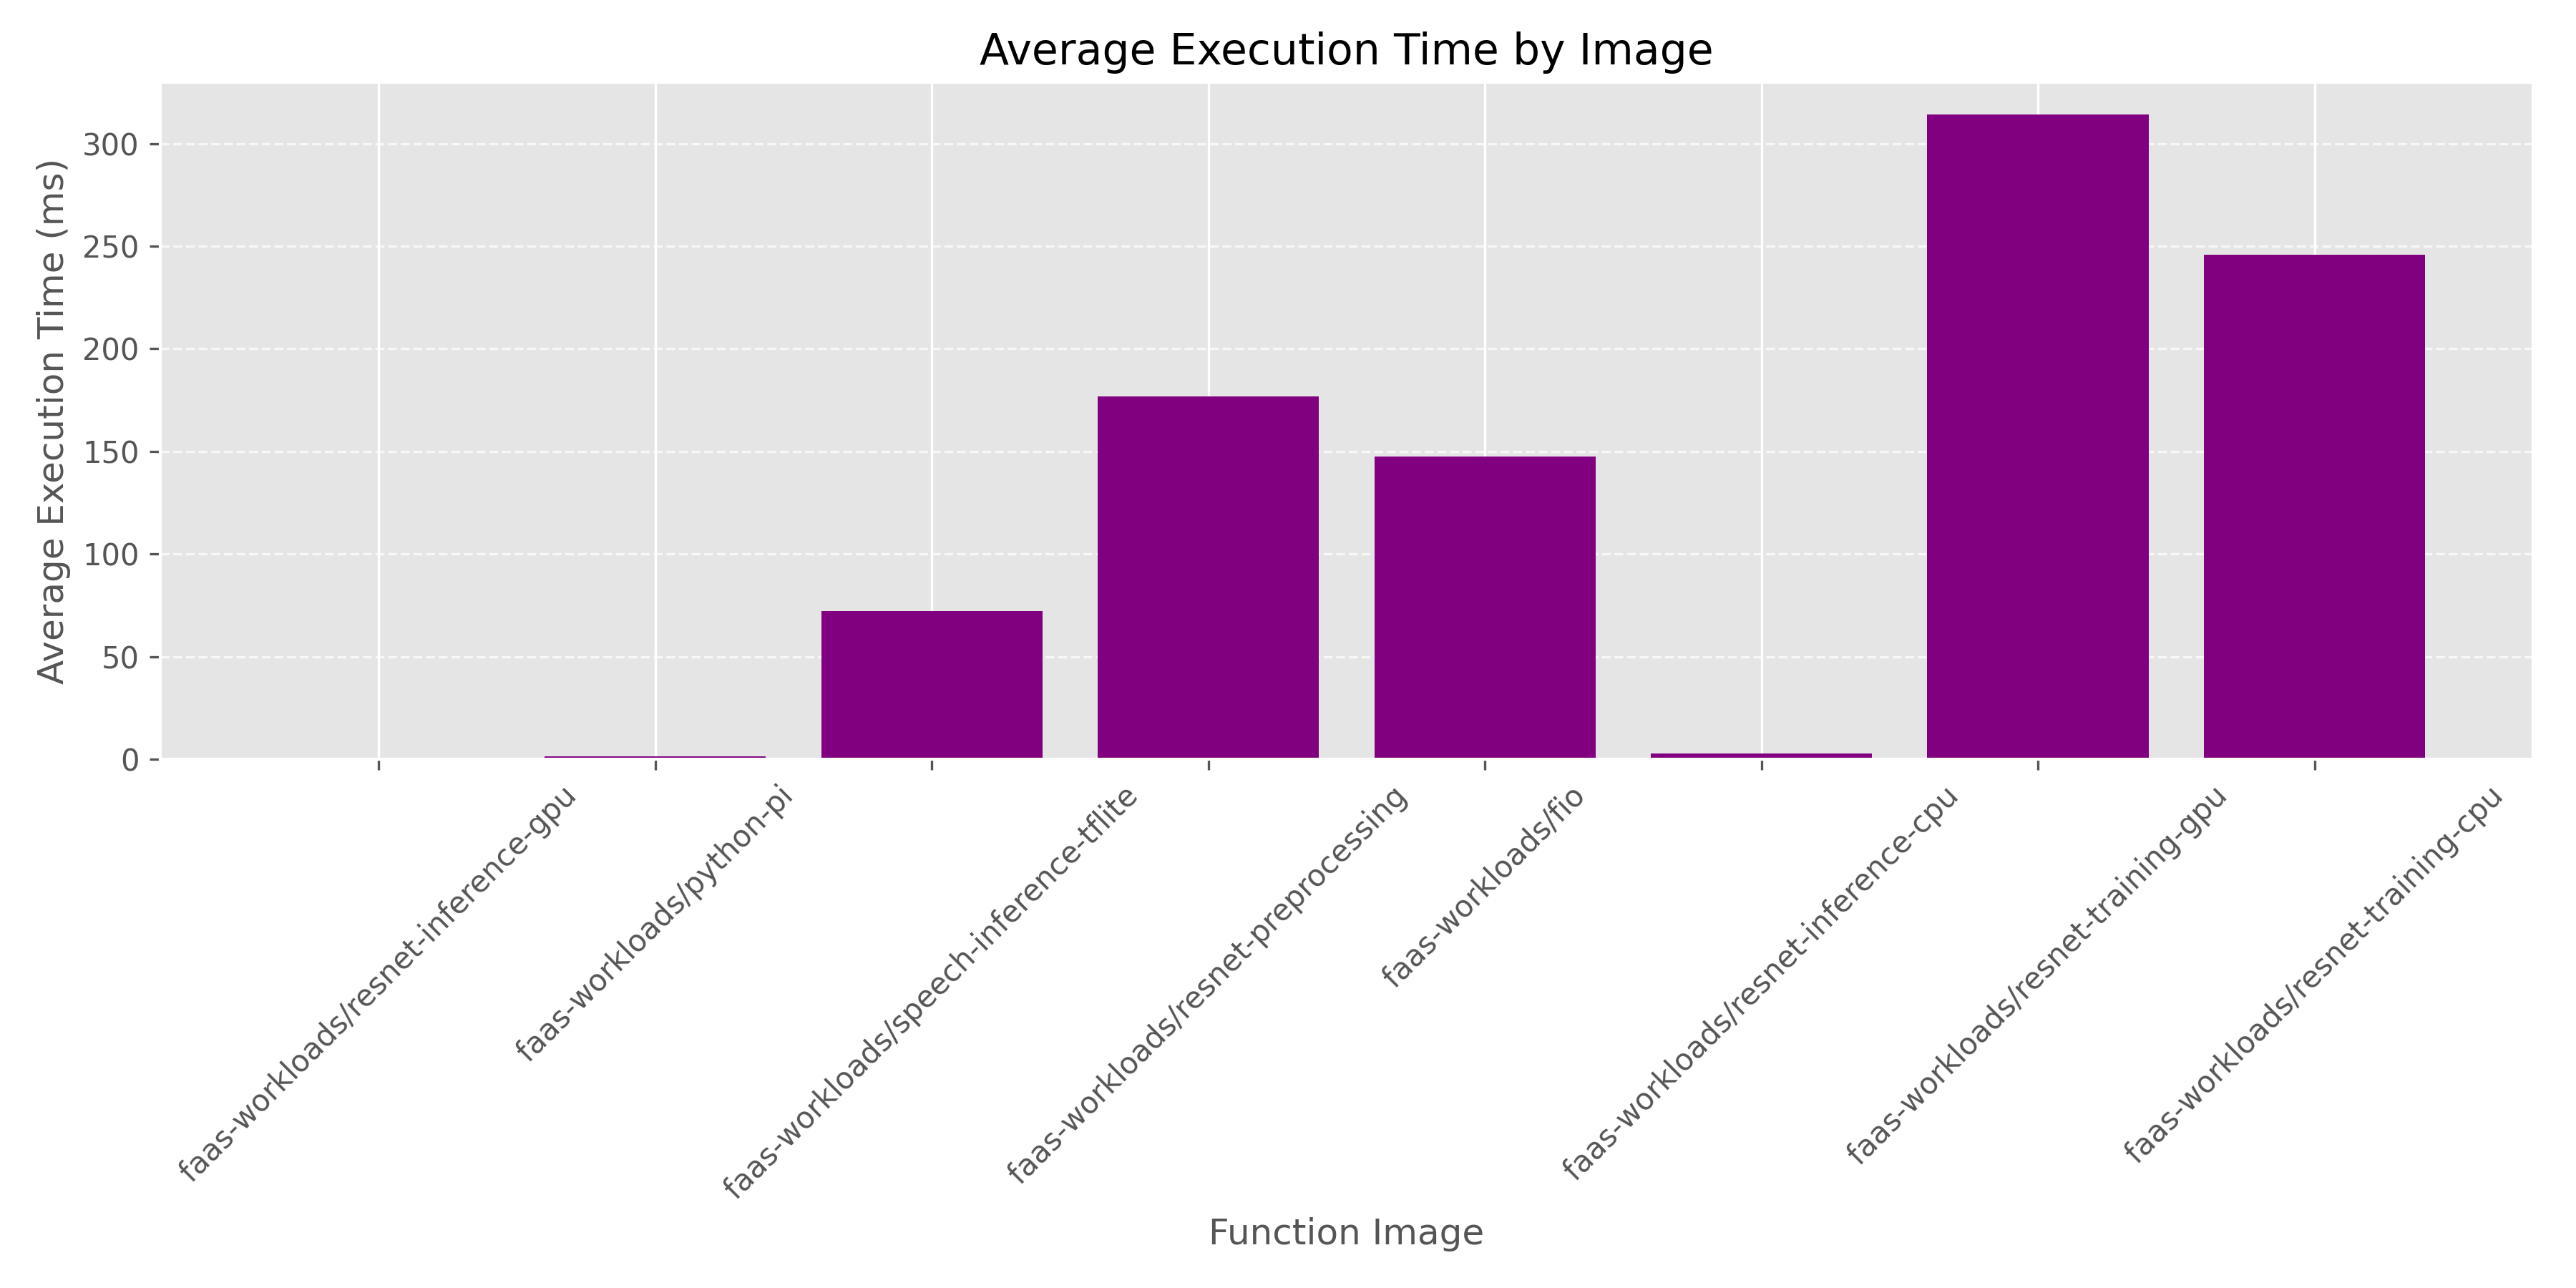 Average Execution Time by Image
Average Execution Time (ms)
300
250
200
150
100
50
0
faas-workloads/resnet-inference-gpu
faas-workloads/python-pi
faas-workloads/speech-inference-tflite
faas-workloads/resnet-preprocessing
faas-workloads/fio
faas-workloads/resnet-inference-cpu
faas-workloads/resnet-training-gpu
faas-workloads/resnet-training-cpu
Function Image